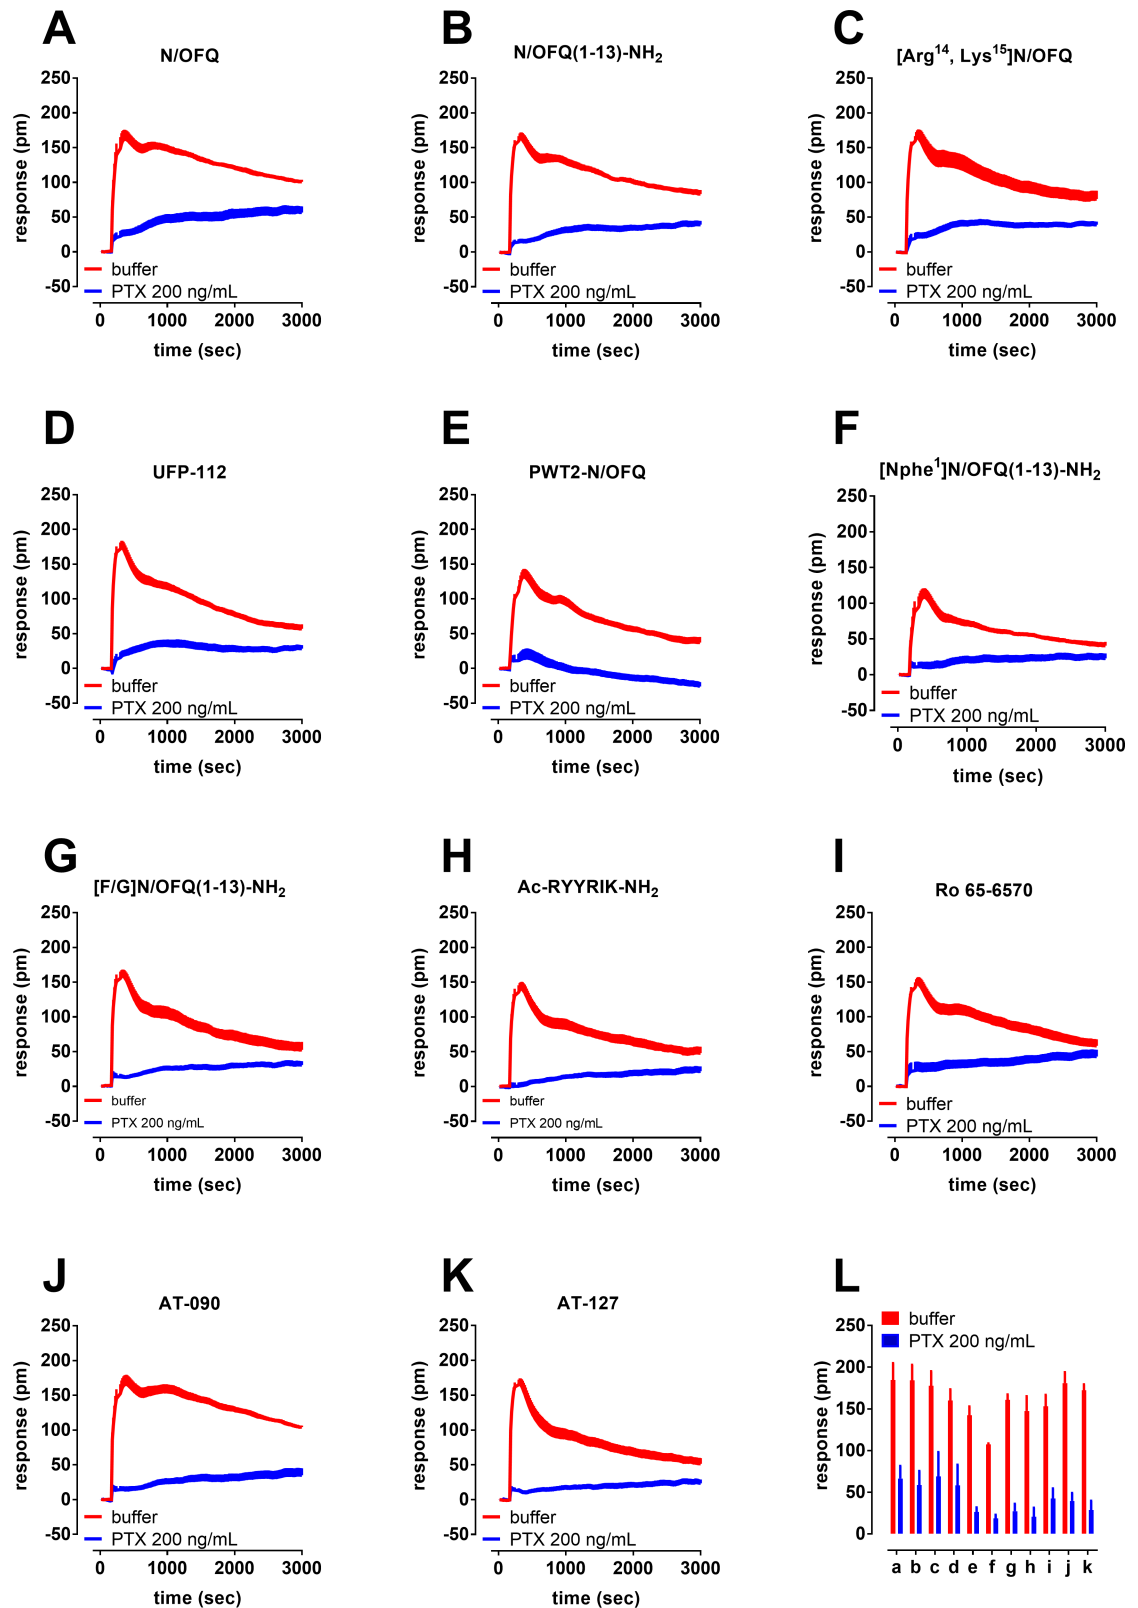 A
N/OFQ
response (pm)
250
200
150
100
50
0
-50
buffer
PTX 200 ng/mL
0 1000 2000 3000
time (sec)
B
N/OFQ(1-13)-NH2
response (pm)
250
200
150
100
50
0
-50
buffer
PTX 200 ng/mL
0 1000 2000 3000
time (sec)
C
[Arg14, Lys15]N/OFQ
response (pm)
250
200
150
100
50
0
-50
buffer
PTX 200 ng/mL
0 1000 2000 3000
time (sec)
D
UFP-112
response (pm)
250
200
150
100
50
0
-50
buffer
PTX 200 ng/mL
0 1000 2000 3000
time (sec)
E
PWT2-N/OFQ
response (pm)
250
200
150
100
50
0
-50
buffer
PTX 200 ng/mL
0 1000 2000 3000
time (sec)
F
[Nphe1]N/OFQ(1-13)-NH2
response (pm)
250
200
150
100
50
0
-50
buffer
PTX 200 ng/mL
0 1000 2000 3000
time (sec)
G
[F/G]N/OFQ(1-13)-NH2
response (pm)
250
200
150
100
50
0
-50
buffer
PTX 200 ng/mL
0 1000 2000 3000
time (sec)
H
Ac-RYYRIK-NH2
response (pm)
250
200
150
100
50
0
-50
buffer
PTX 200 ng/mL
0 1000 2000 3000
time (sec)
I
Ro 65-6570
response (pm)
250
200
150
100
50
0
-50
buffer
PTX 200 ng/mL
0 1000 2000 3000
time (sec)
J
AT-090
response (pm)
250
200
150
100
50
0
-50
buffer
PTX 200 ng/mL
0 1000 2000 3000
time (sec)
K
AT-127
response (pm)
250
200
150
100
50
0
-50
buffer
PTX 200 ng/mL
0 1000 2000 3000
time (sec)
L
buffer
PTX 200 ng/mL
response (pm)
250
200
150
100
50
0
a b c d e f g h i j k